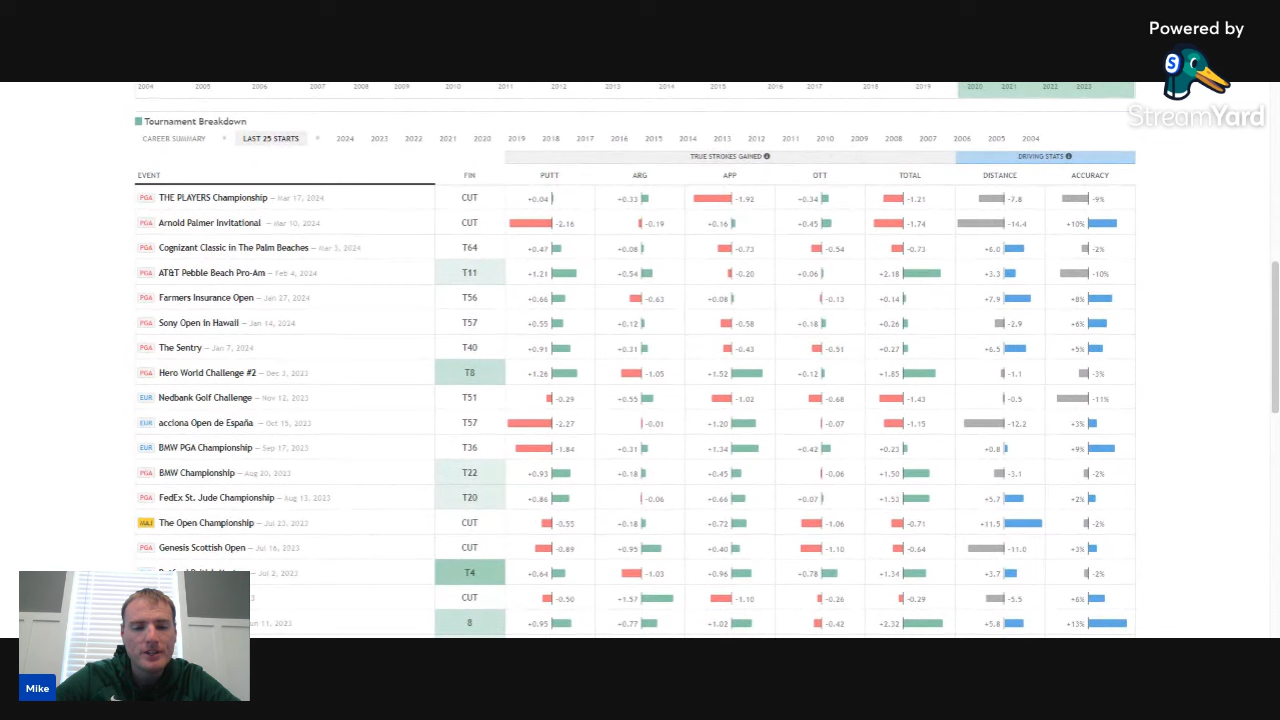 Powered by
S
StreamYard
2004 2005 2006 2007 2008 2009 2010 2011 2012 2013 2014 2015 2016 2017 2018 2019 2020 2021 2022 2023
Tournament Breakdown
CAREER SUMMARY LAST 25 STARTS 2024 2023 2022 2021 2020 2019 2018 2017 2016 2015 2014 2013 2012 2011 2010 2009 2008 2007 2006 2005 2004
TRUE STROKES GAINED DRIVING STATS
EVENT FIN PUTT ARG APP OTT TOTAL DISTANCE ACCURACY
PGA THE PLAYERS Championship — Mar 17, 2024 CUT +0.04 +0.33 -1.92 +0.34 -1.21 -7.8 -9%
PGA Arnold Palmer Invitational — Mar 10, 2024 CUT -2.16 -0.19 +0.16 +0.45 -1.74 -14.4 +10%
PGA Cognizant Classic in The Palm Beaches — Mar 3, 2024 T64 +0.47 +0.08 -0.73 -0.54 -0.73 +6.0 -2%
PGA AT&T Pebble Beach Pro-Am — Feb 4, 2024 T11 +1.21 +0.54 -0.20 +0.06 +2.18 +3.3 -10%
PGA Farmers Insurance Open — Jan 27, 2024 T56 +0.66 -0.63 +0.08 -0.13 +0.14 +7.9 +8%
PGA Sony Open in Hawaii — Jan 14, 2024 T57 +0.55 +0.12 -0.58 +0.18 +0.26 -2.9 +6%
PGA The Sentry — Jan 7, 2024 T40 +0.91 +0.31 -0.43 -0.51 +0.27 +6.5 +5%
PGA Hero World Challenge #2 — Dec 2, 2023 T8 +1.26 -1.05 +1.52 +0.12 +1.85 -1.1 -3%
EUR Nedbank Golf Challenge — Nov 12, 2023 T51 -0.29 +0.55 -1.02 -0.68 -1.43 -0.5 -11%
EUR acciona Open de España — Oct 15, 2023 T57 -2.27 -0.01 +1.20 -0.07 -1.15 -12.2 +3%
EUR BMW PGA Championship — Sep 17, 2023 T36 -1.84 +0.31 +1.34 +0.42 +0.23 +0.8 +9%
PGA BMW Championship — Aug 20, 2023 T22 +0.93 +0.18 +0.45 -0.06 +1.50 -3.1 -2%
PGA FedEx St. Jude Championship — Aug 13, 2023 T20 +0.86 -0.06 +0.66 +0.07 +1.53 +5.7 +2%
MAJ The Open Championship — Jul 23, 2023 CUT -0.55 +0.18 +0.72 -1.06 -0.71 +11.5 -2%
PGA Genesis Scottish Open — Jul 16, 2023 CUT -0.89 +0.95 +0.40 -1.10 -0.64 -11.0 +3%
Jul 2, 2023 T4 +0.64 -1.03 +0.96 +0.78 +1.34 +3.7 -2%
CUT -0.50 +1.57 -1.10 -0.26 -0.29 -5.5 +6%
11, 2023 8 +0.95 +0.77 +1.02 -0.42 +2.32 +5.8 +13%
Mike